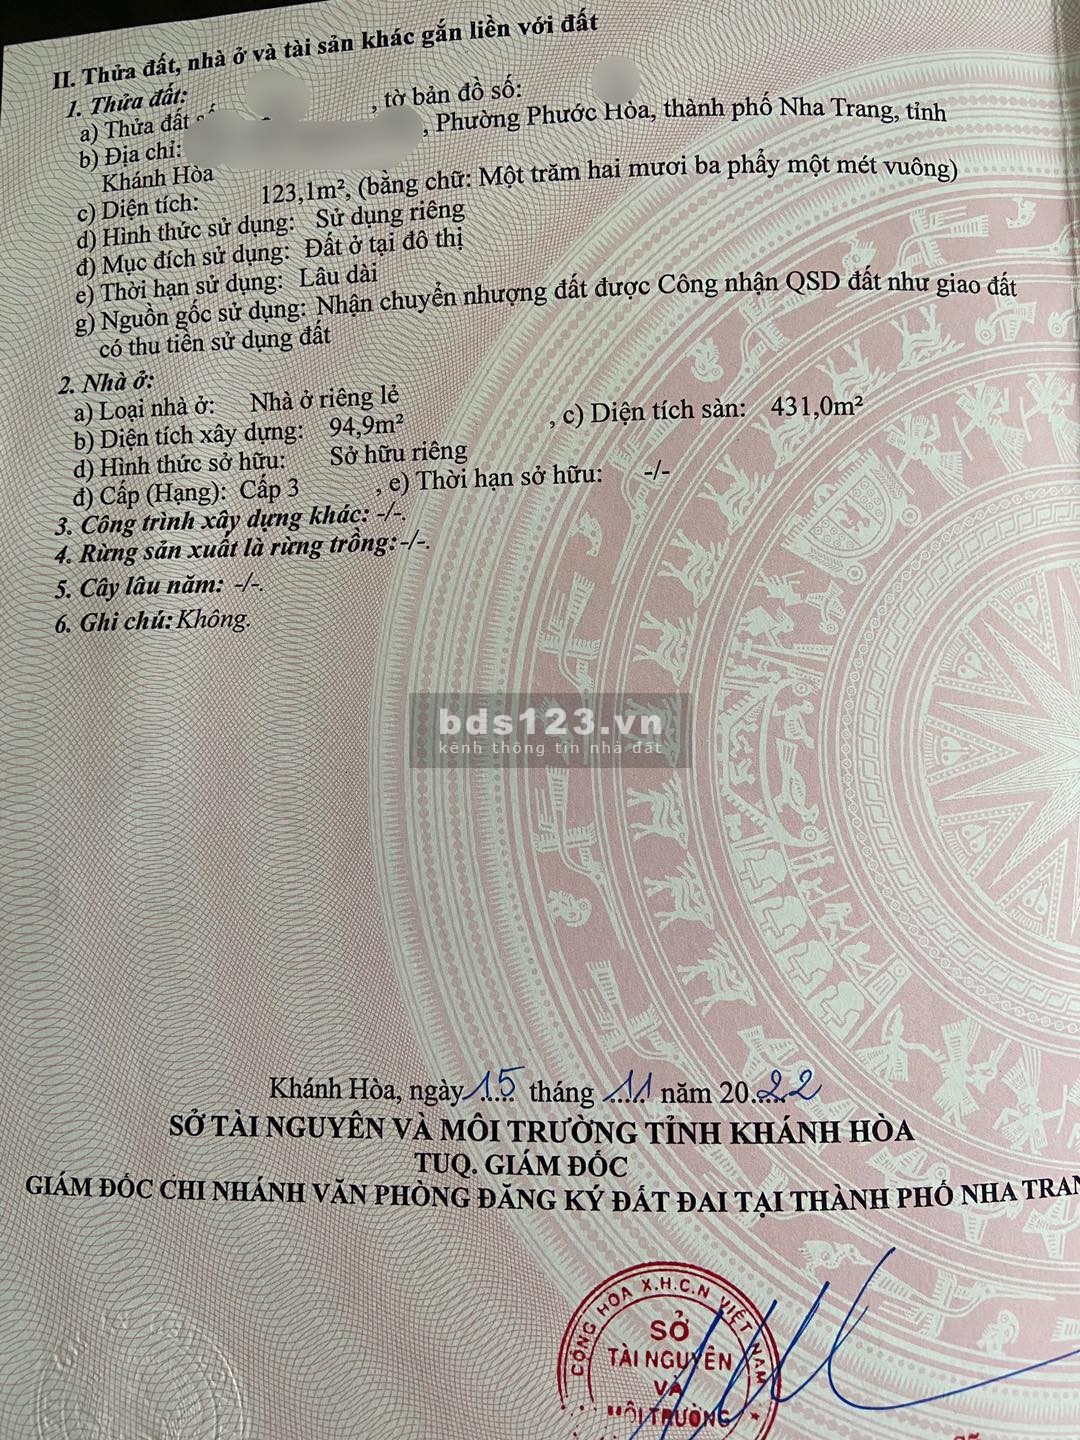 II. Thửa đất, nhà ở và tài sản khác gắn liền với đất
1. Thửa đất:
a) Thửa đất , tờ bản đồ số:
b) Địa chỉ: , Phường Phước Hòa, thành phố Nha Trang, tỉnh
Khánh Hòa
c) Diện tích: 123,1m², (bằng chữ: Một trăm hai mươi ba phẩy một mét vuông)
d) Hình thức sử dụng: Sử dụng riêng
đ) Mục đích sử dụng: Đất ở tại đô thị
e) Thời hạn sử dụng: Lâu dài
g) Nguồn gốc sử dụng: Nhận chuyển nhượng đất được Công nhận QSD đất như giao đất
có thu tiền sử dụng đất
2. Nhà ở:
a) Loại nhà ở: Nhà ở riêng lẻ
b) Diện tích xây dựng: 94,9m² , c) Diện tích sàn: 431,0m²
d) Hình thức sở hữu: Sở hữu riêng
đ) Cấp (Hạng): Cấp 3 , e) Thời hạn sở hữu: -/-
3. Công trình xây dựng khác: -/-.
4. Rừng sản xuất là rừng trồng: -/-.
5. Cây lâu năm: -/-.
6. Ghi chú: Không.
bds123.vn
kênh thông tin nhà đất
Khánh Hòa, ngày 15 tháng 11 năm 2022
SỞ TÀI NGUYÊN VÀ MÔI TRƯỜNG TỈNH KHÁNH HÒA
TUQ. GIÁM ĐỐC
GIÁM ĐỐC CHI NHÁNH VĂN PHÒNG ĐĂNG KÝ ĐẤT ĐAI TẠI THÀNH PHỐ NHA TRAN
CỘNG HÒA X.H.C.N VIỆT NAM
SỞ
TÀI NGUYÊN
VÀ
MÔI TRƯỜNG